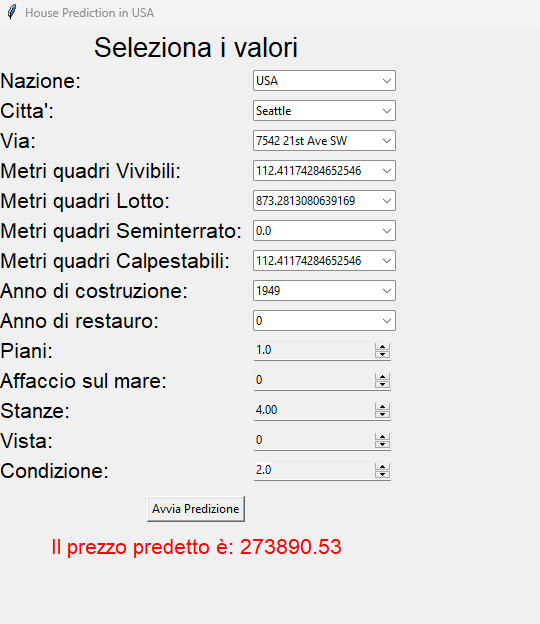 House Prediction in USA
Seleziona i valori
Nazione: USA
Citta': Seattle
Via: 7542 21st Ave SW
Metri quadri Vivibili: 112.41174284652546
Metri quadri Lotto: 873.2813080639169
Metri quadri Seminterrato: 0.0
Metri quadri Calpestabili: 112.41174284652546
Anno di costruzione: 1949
Anno di restauro: 0
Piani: 1.0
Affaccio sul mare: 0
Stanze: 4.00
Vista: 0
Condizione: 2.0
Avvia Predizione
Il prezzo predetto è: 273890.53